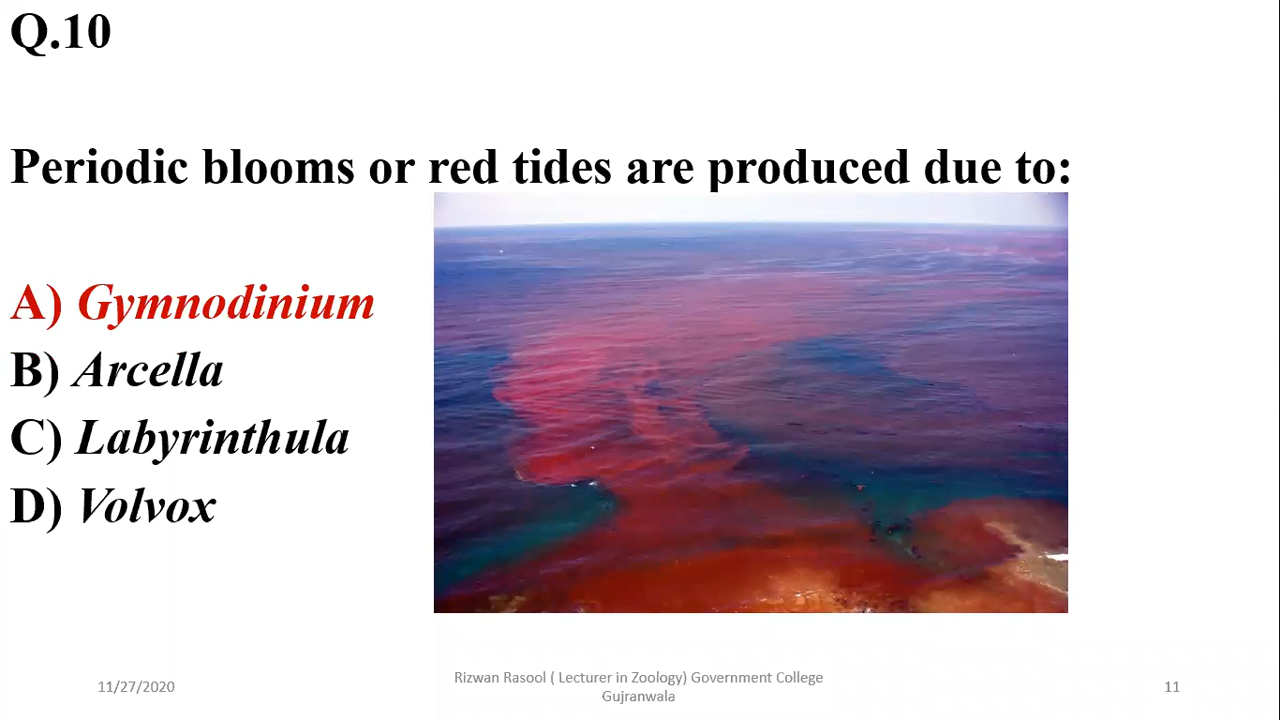 Q.10
Periodic blooms or red tides are produced due to:
A) Gymnodinium
B) Arcella
C) Labyrinthula
D) Volvox
11/27/2020
Rizwan Rasool ( Lecturer in Zoology) Government College
Gujranwala
11